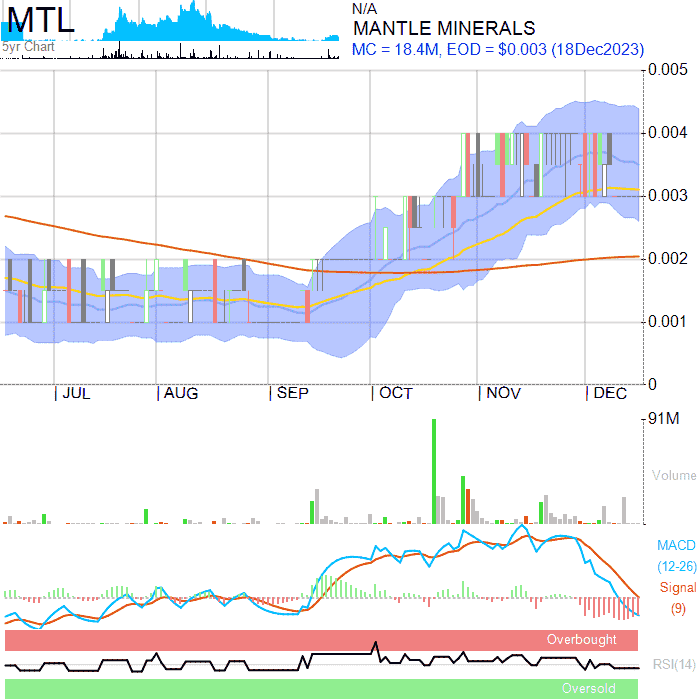 MTL
5yr Chart
N/A
MANTLE MINERALS
MC = 18.4M, EOD = $0.003 (18Dec2023)
0.005
0.004
0.003
0.002
0.001
0
JUL AUG SEP OCT NOV DEC
91M
Volume
MACD
(12-26)
Signal
(9)
Overbought
RSI(14)
Oversold